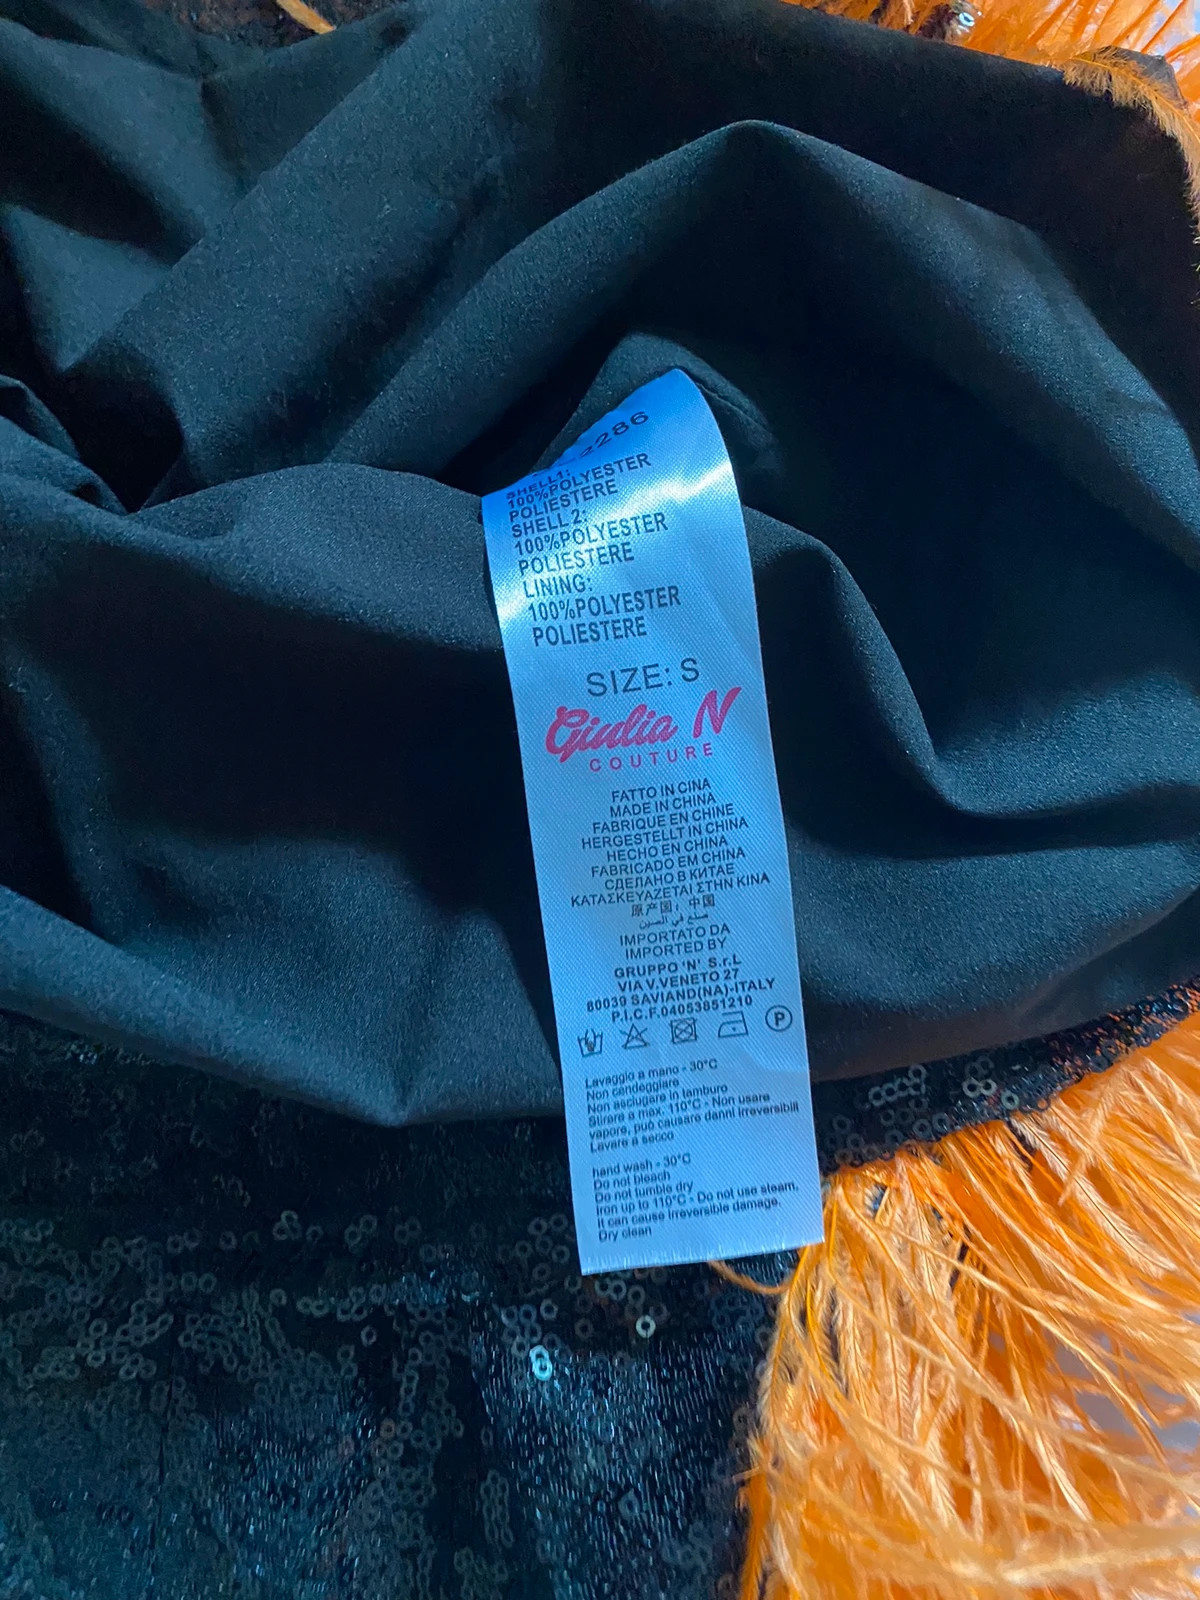 2286
SHELL1:
100%POLYESTER
POLIESTERE
SHELL 2:
100%POLYESTER
POLIESTERE
LINING:
100%POLYESTER
POLIESTERE
SIZE: S
Giulia N
COUTURE
FATTO IN CINA
MADE IN CHINA
FABRIQUE EN CHINE
HERGESTELLT IN CHINA
HECHO EN CHINA
FABRICADO EM CHINA
СДЕЛАНО В КИТАЕ
ΚΑΤΑΣΚΕΥΑΖΕΤΑΙ ΣΤΗΝ ΚΙΝΑ
原产国：中国
صنع في الصين
IMPORTATO DA
IMPORTED BY
GRUPPO 'N' S.r.L
VIA V.VENETO 27
80039 SAVIAND(NA)-ITALY
P.I.C.F.04053851210
P
Lavaggio a mano - 30°C
Non candeggiare
Non asciugare in tamburo
Stirare a max. 110°C - Non usare
vapore, può causare danni irreversibili
Lavare a secco
hand wash - 30°C
Do not bleach
Do not tumble dry
Iron up to 110°C - Do not use steam,
it can cause irreversible damage.
Dry clean